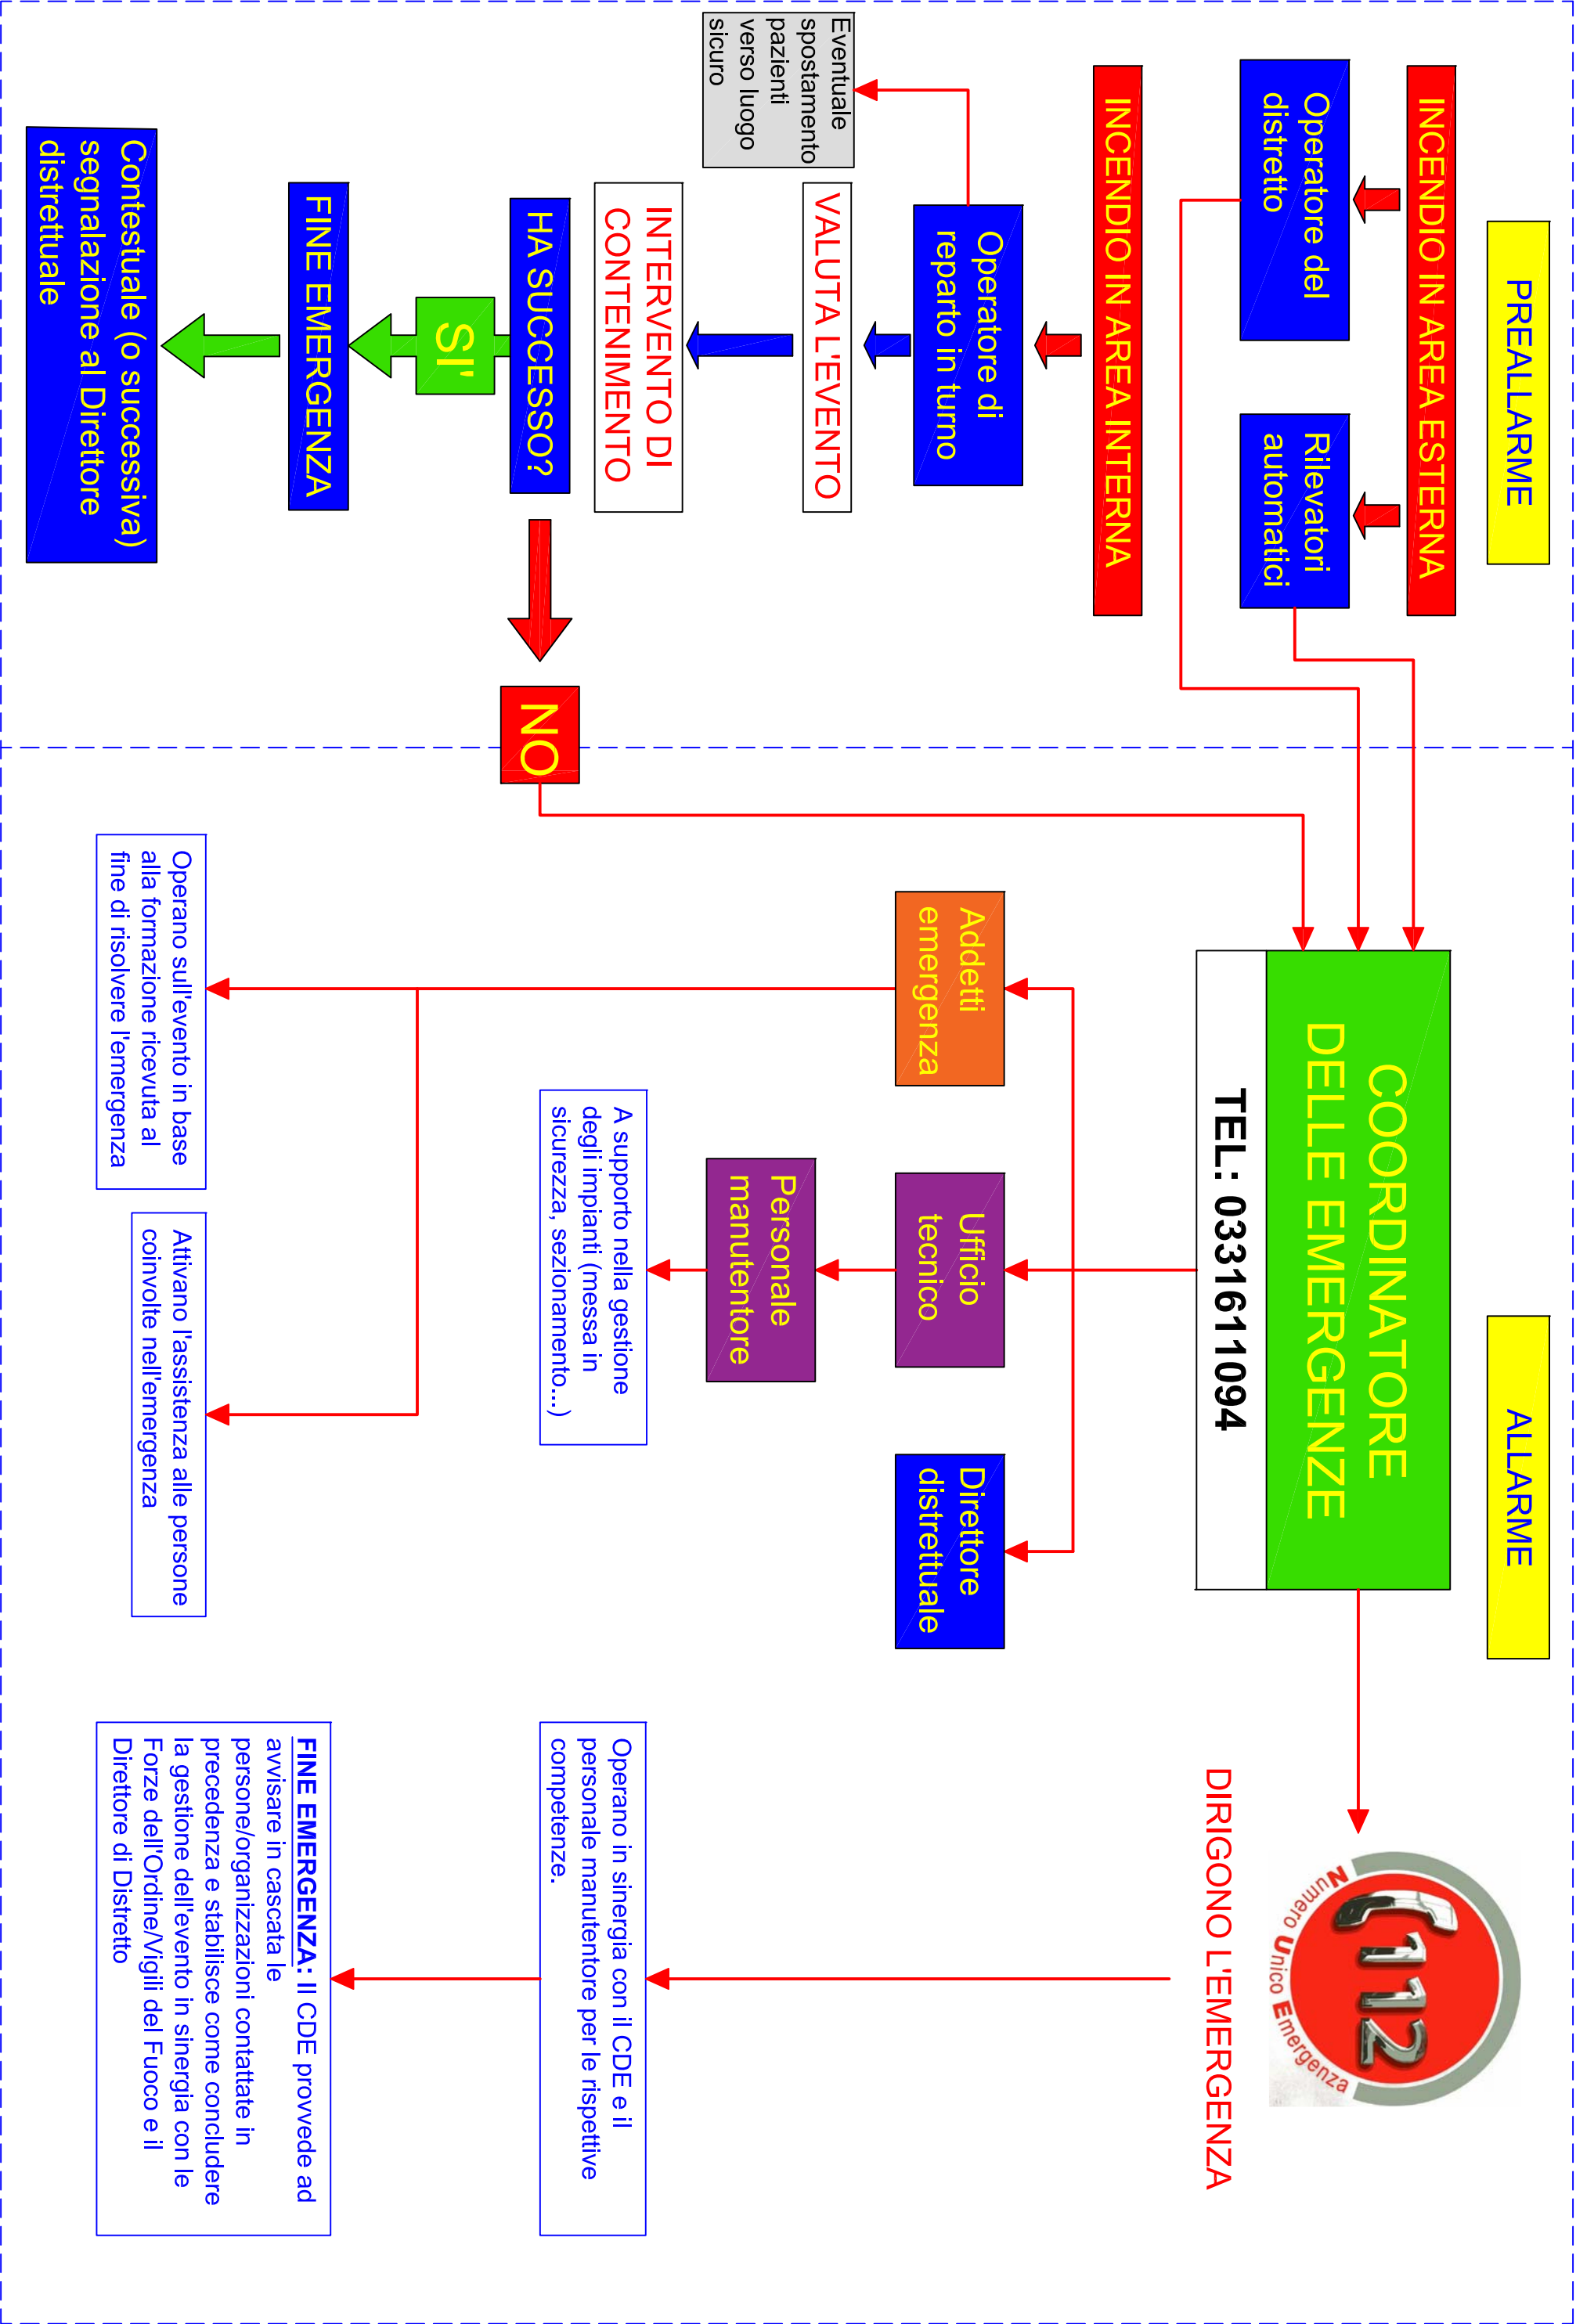 PREALLARME
INCENDIO IN AREA ESTERNA
Operatore del
distretto
Rilevatori
automatici
INCENDIO IN AREA INTERNA
Operatore di
reparto in turno
Eventuale
spostamento
pazienti
verso luogo
sicuro
VALUTA L'EVENTO
INTERVENTO DI
CONTENIMENTO
HA SUCCESSO?
SI'
NO
FINE EMERGENZA
Contestuale (o successiva)
segnalazione al Direttore
distrettuale
ALLARME
COORDINATORE
DELLE EMERGENZE
TEL: 0331611094
Addetti
emergenza
Ufficio
tecnico
Direttore
distrettuale
Personale
manutentore
A supporto nella gestione
degli impianti (messa in
sicurezza, sezionamento...)
Operano sull'evento in base
alla formazione ricevuta al
fine di risolvere l'emergenza
Attivano l'assistenza alle persone
coinvolte nell'emergenza
112
Numero Unico Emergenza
DIRIGONO L'EMERGENZA
Operano in sinergia con il CDE e il
personale manutentore per le rispettive
competenze.
FINE EMERGENZA: Il CDE provvede ad
avvisare in cascata le
persone/organizzazioni contattate in
precedenza e stabilisce come concludere
la gestione dell'evento in sinergia con le
Forze dell'Ordine/Vigili del Fuoco e il
Direttore di Distretto